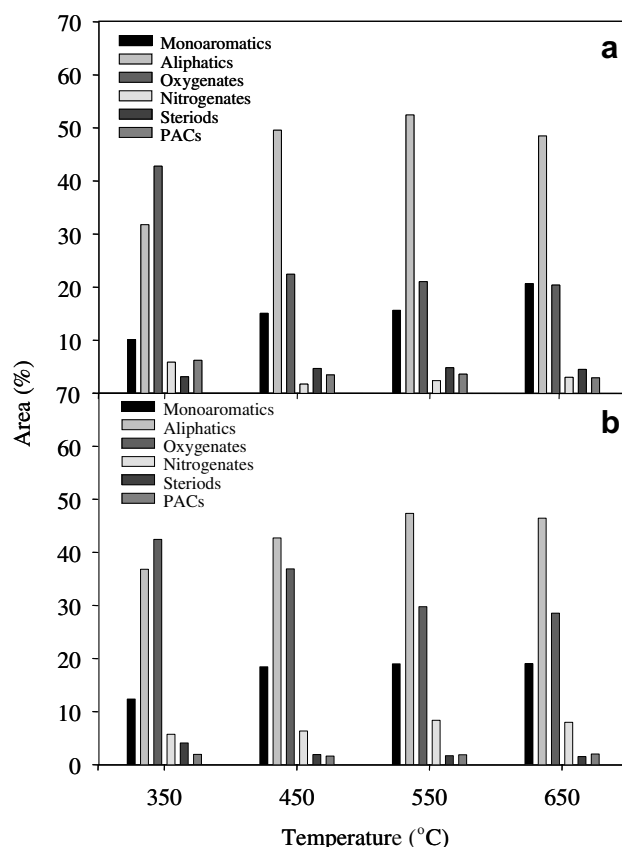 70
60
50
40
30
20
10
70
60
50
40
30
20
10
0
Area (%)
a
Monoaromatics
Aliphatics
Oxygenates
Nitrogenates
Steriods
PACs
b
Monoaromatics
Aliphatics
Oxygenates
Nitrogenates
Steriods
PACs
350 450 550 650
Temperature (°C)